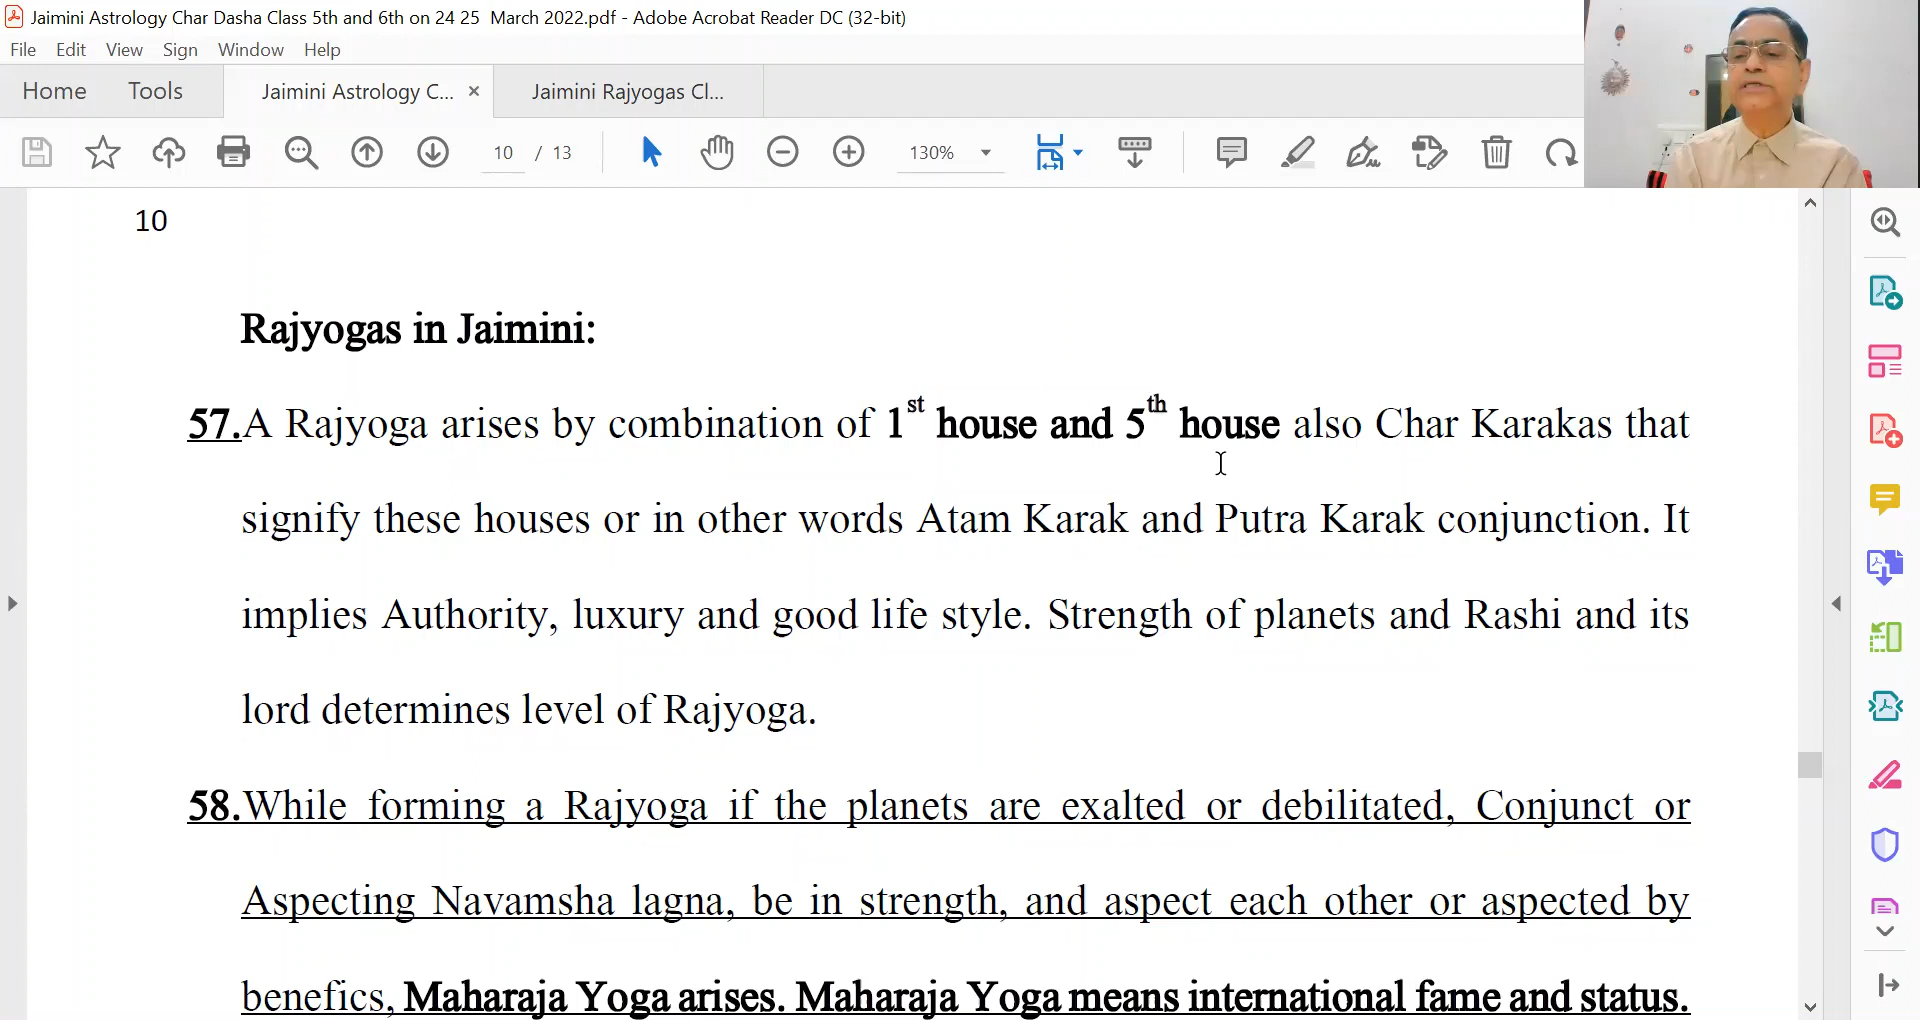 Jaimini Astrology Char Dasha Class 5th and 6th on 24 25 March 2022.pdf - Adobe Acrobat Reader DC (32-bit)
File Edit View Sign Window Help
Home Tools Jaimini Astrology C... × Jaimini Rajyogas Cl...
10 / 13 130%
10
Rajyogas in Jaimini:
57.A Rajyoga arises by combination of 1st house and 5th house also Char Karakas that
signify these houses or in other words Atam Karak and Putra Karak conjunction. It
implies Authority, luxury and good life style. Strength of planets and Rashi and its
lord determines level of Rajyoga.
58.While forming a Rajyoga if the planets are exalted or debilitated, Conjunct or
Aspecting Navamsha lagna, be in strength, and aspect each other or aspected by
benefics, Maharaja Yoga arises. Maharaja Yoga means international fame and status.